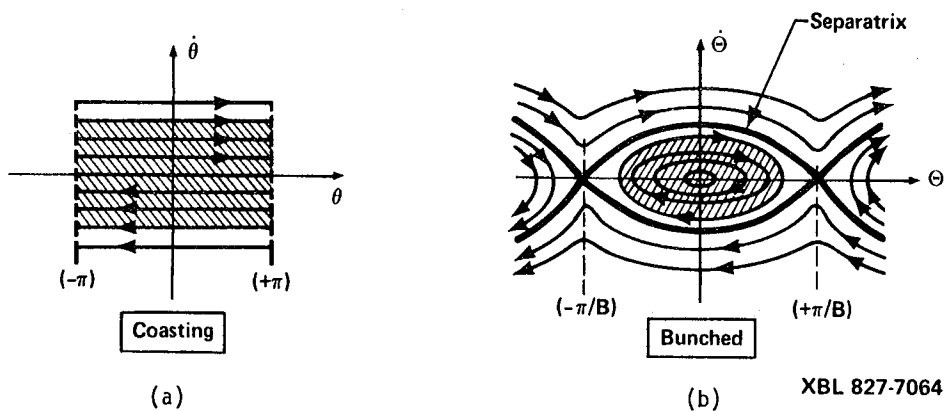 Separatrix
θ̇
Θ̇
θ
Θ
(-π)
(+π)
(-π/B)
(+π/B)
Coasting
Bunched
(a)
(b)
XBL 827-7064